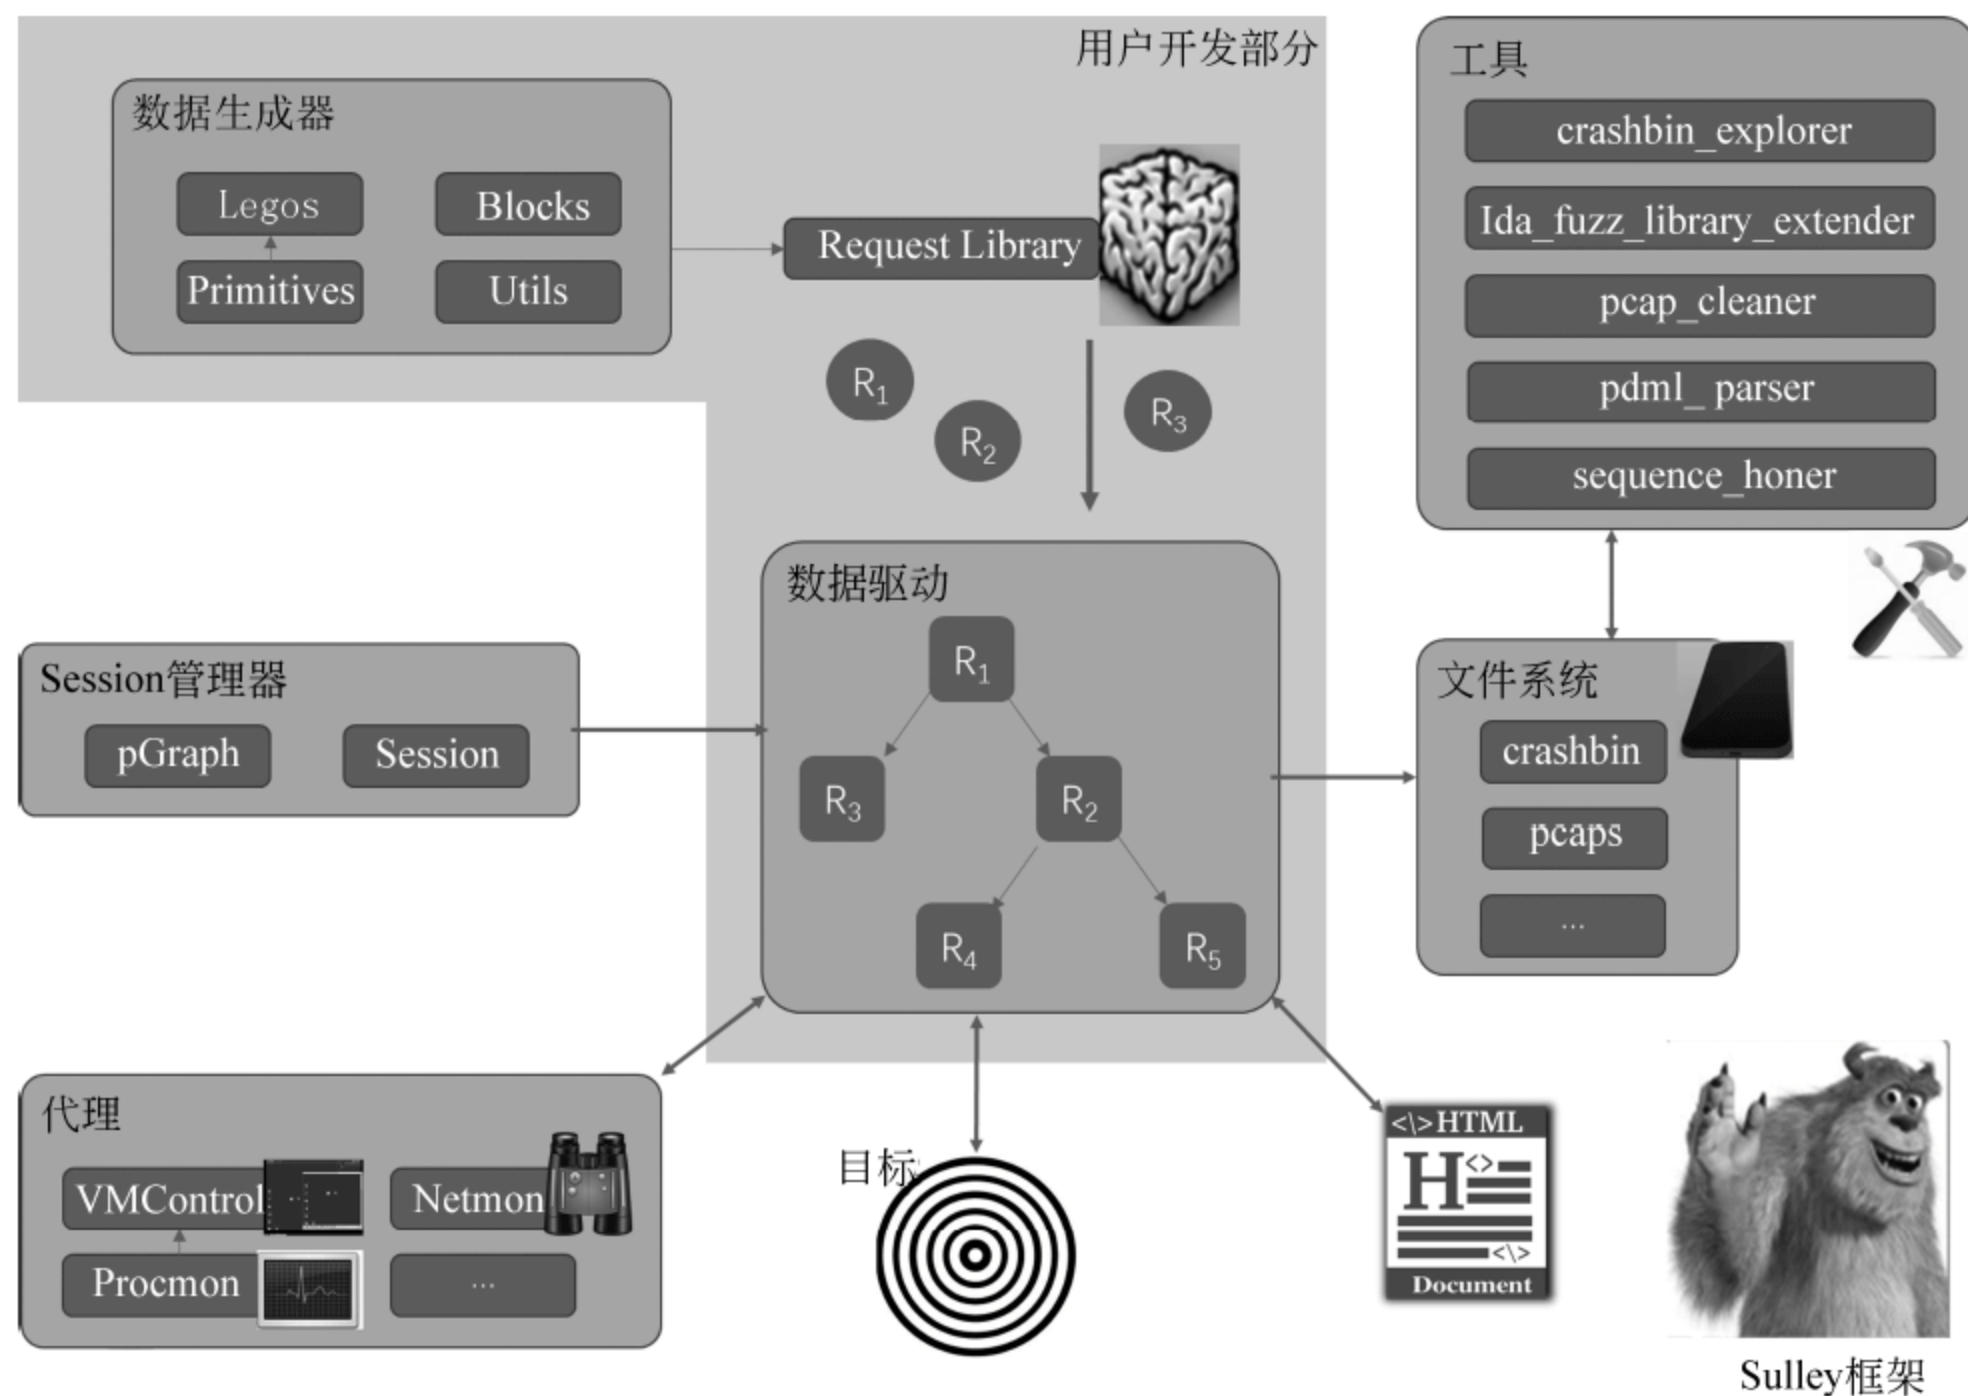 用户开发部分
数据生成器
Legos
Blocks
Primitives
Utils
Request Library
R1
R2
R3
工具
crashbin_explorer
Ida_fuzz_library_extender
pcap_cleaner
pdml_ parser
sequence_honer
数据驱动
R1
R3
R2
R4
R5
Session管理器
pGraph
Session
文件系统
crashbin
pcaps
...
代理
VMControl
Netmon
Procmon
...
目标
<\>HTML
H<>
<\>
Document
Sulley框架